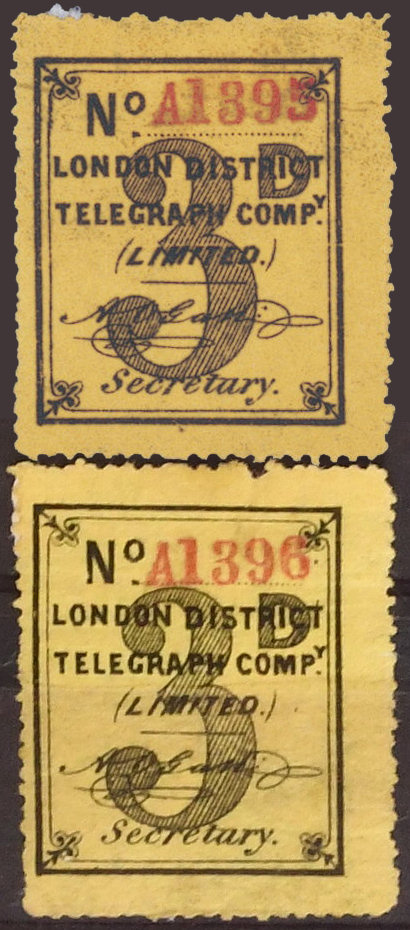 No. A1395
LONDON DISTRICT
3D
TELEGRAPH COMPY.
(LIMITED.)
Secretary.
No. A1396
LONDON DISTRICT
3D
TELEGRAPH COMPY.
(LIMITED.)
Secretary.